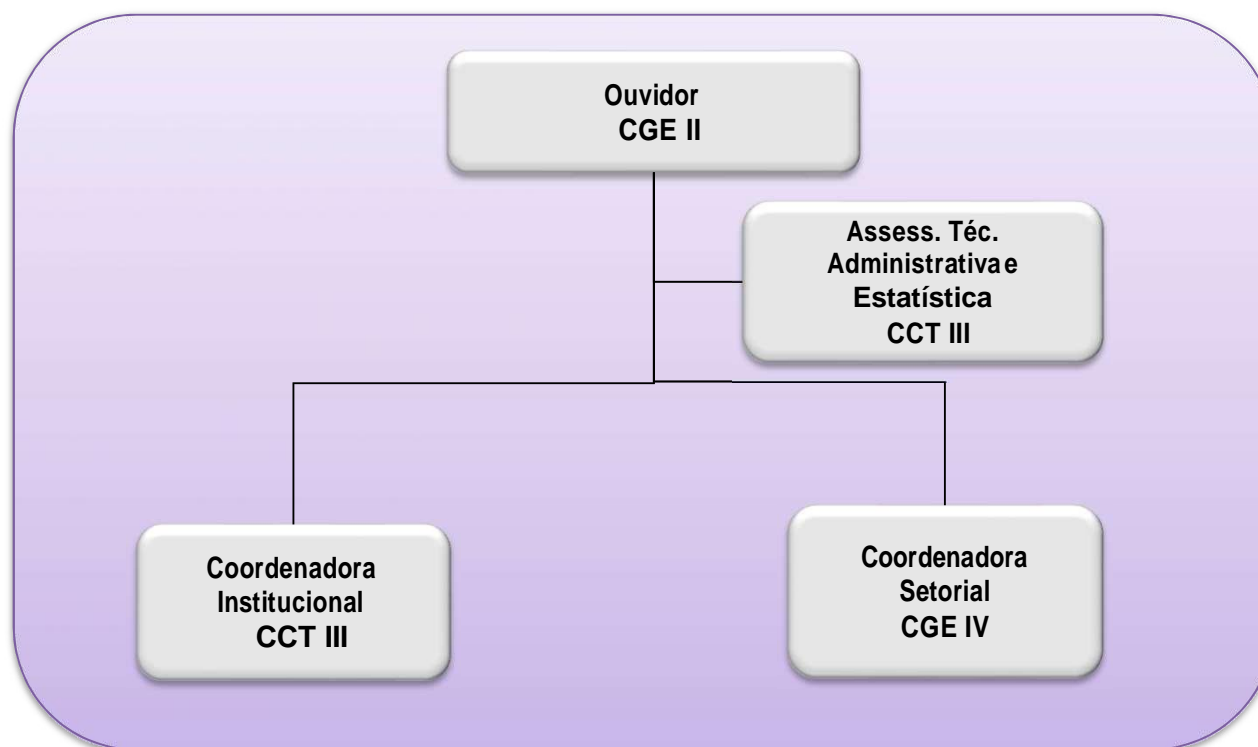 Ouvidor
CGE II
Assess. Téc.
Administrativa e
Estatística
CCT III
Coordenadora
Institucional
CCT III
Coordenadora
Setorial
CGE IV